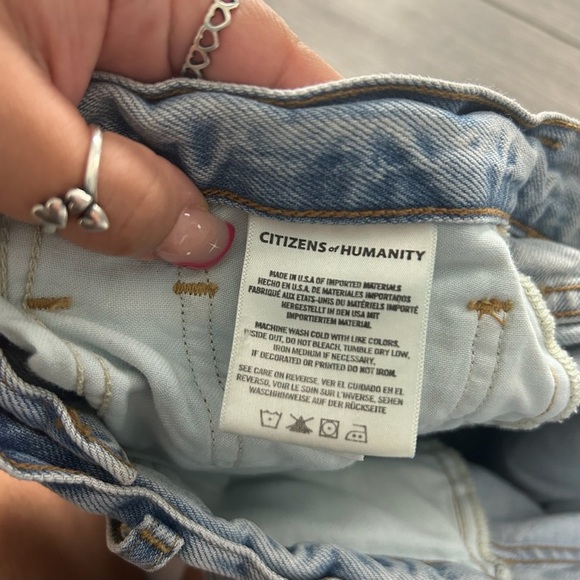 CITIZENS of HUMANITY
MADE IN U.S.A OF IMPORTED MATERIALS
HECHO EN U.S.A. DE MATERIALES IMPORTADOS
FABRIQUÉ AUX ETATS-UNIS DU MATÉRIELS IMPORTÉ
HERGESTELLT IN DEM USA MIT
IMPORTIERTEM MATERIAL
MACHINE WASH COLD WITH LIKE COLORS,
INSIDE OUT, DO NOT BLEACH, TUMBLE DRY LOW,
IRON MEDIUM IF NECESSARY,
IF DECORATED OR PRINTED DO NOT IRON.
SEE CARE ON REVERSE. VER EL CUIDADO EN EL
REVERSO, VOIR LE SOIN SUR L'INVERSE, SEHEN
WASCHHINWEISE AUF DER RÜCKSEITE